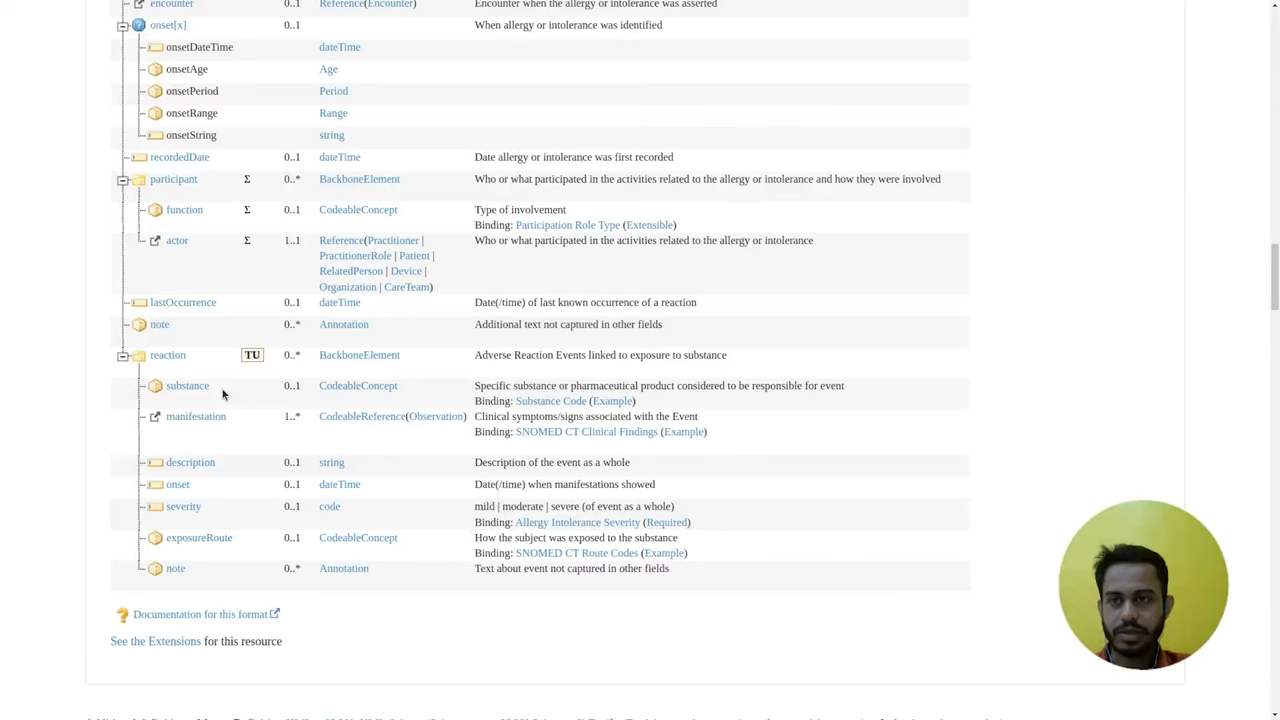 encounter 0..1 Reference(Encounter) Encounter when the allergy or intolerance was asserted
onset[x] 0..1 When allergy or intolerance was identified
onsetDateTime dateTime
onsetAge Age
onsetPeriod Period
onsetRange Range
onsetString string
recordedDate 0..1 dateTime Date allergy or intolerance was first recorded
participant Σ 0..* BackboneElement Who or what participated in the activities related to the allergy or intolerance and how they were involved
function Σ 0..1 CodeableConcept Type of involvement
Binding: Participation Role Type (Extensible)
actor Σ 1..1 Reference(Practitioner | Who or what participated in the activities related to the allergy or intolerance
PractitionerRole | Patient |
RelatedPerson | Device |
Organization | CareTeam)
lastOccurrence 0..1 dateTime Date(/time) of last known occurrence of a reaction
note 0..* Annotation Additional text not captured in other fields
reaction TU 0..* BackboneElement Adverse Reaction Events linked to exposure to substance
substance 0..1 CodeableConcept Specific substance or pharmaceutical product considered to be responsible for event
Binding: Substance Code (Example)
manifestation 1..* CodeableReference(Observation) Clinical symptoms/signs associated with the Event
Binding: SNOMED CT Clinical Findings (Example)
description 0..1 string Description of the event as a whole
onset 0..1 dateTime Date(/time) when manifestations showed
severity 0..1 code mild | moderate | severe (of event as a whole)
Binding: Allergy Intolerance Severity (Required)
exposureRoute 0..1 CodeableConcept How the subject was exposed to the substance
Binding: SNOMED CT Route Codes (Example)
note 0..* Annotation Text about event not captured in other fields
Documentation for this format
See the Extensions for this resource